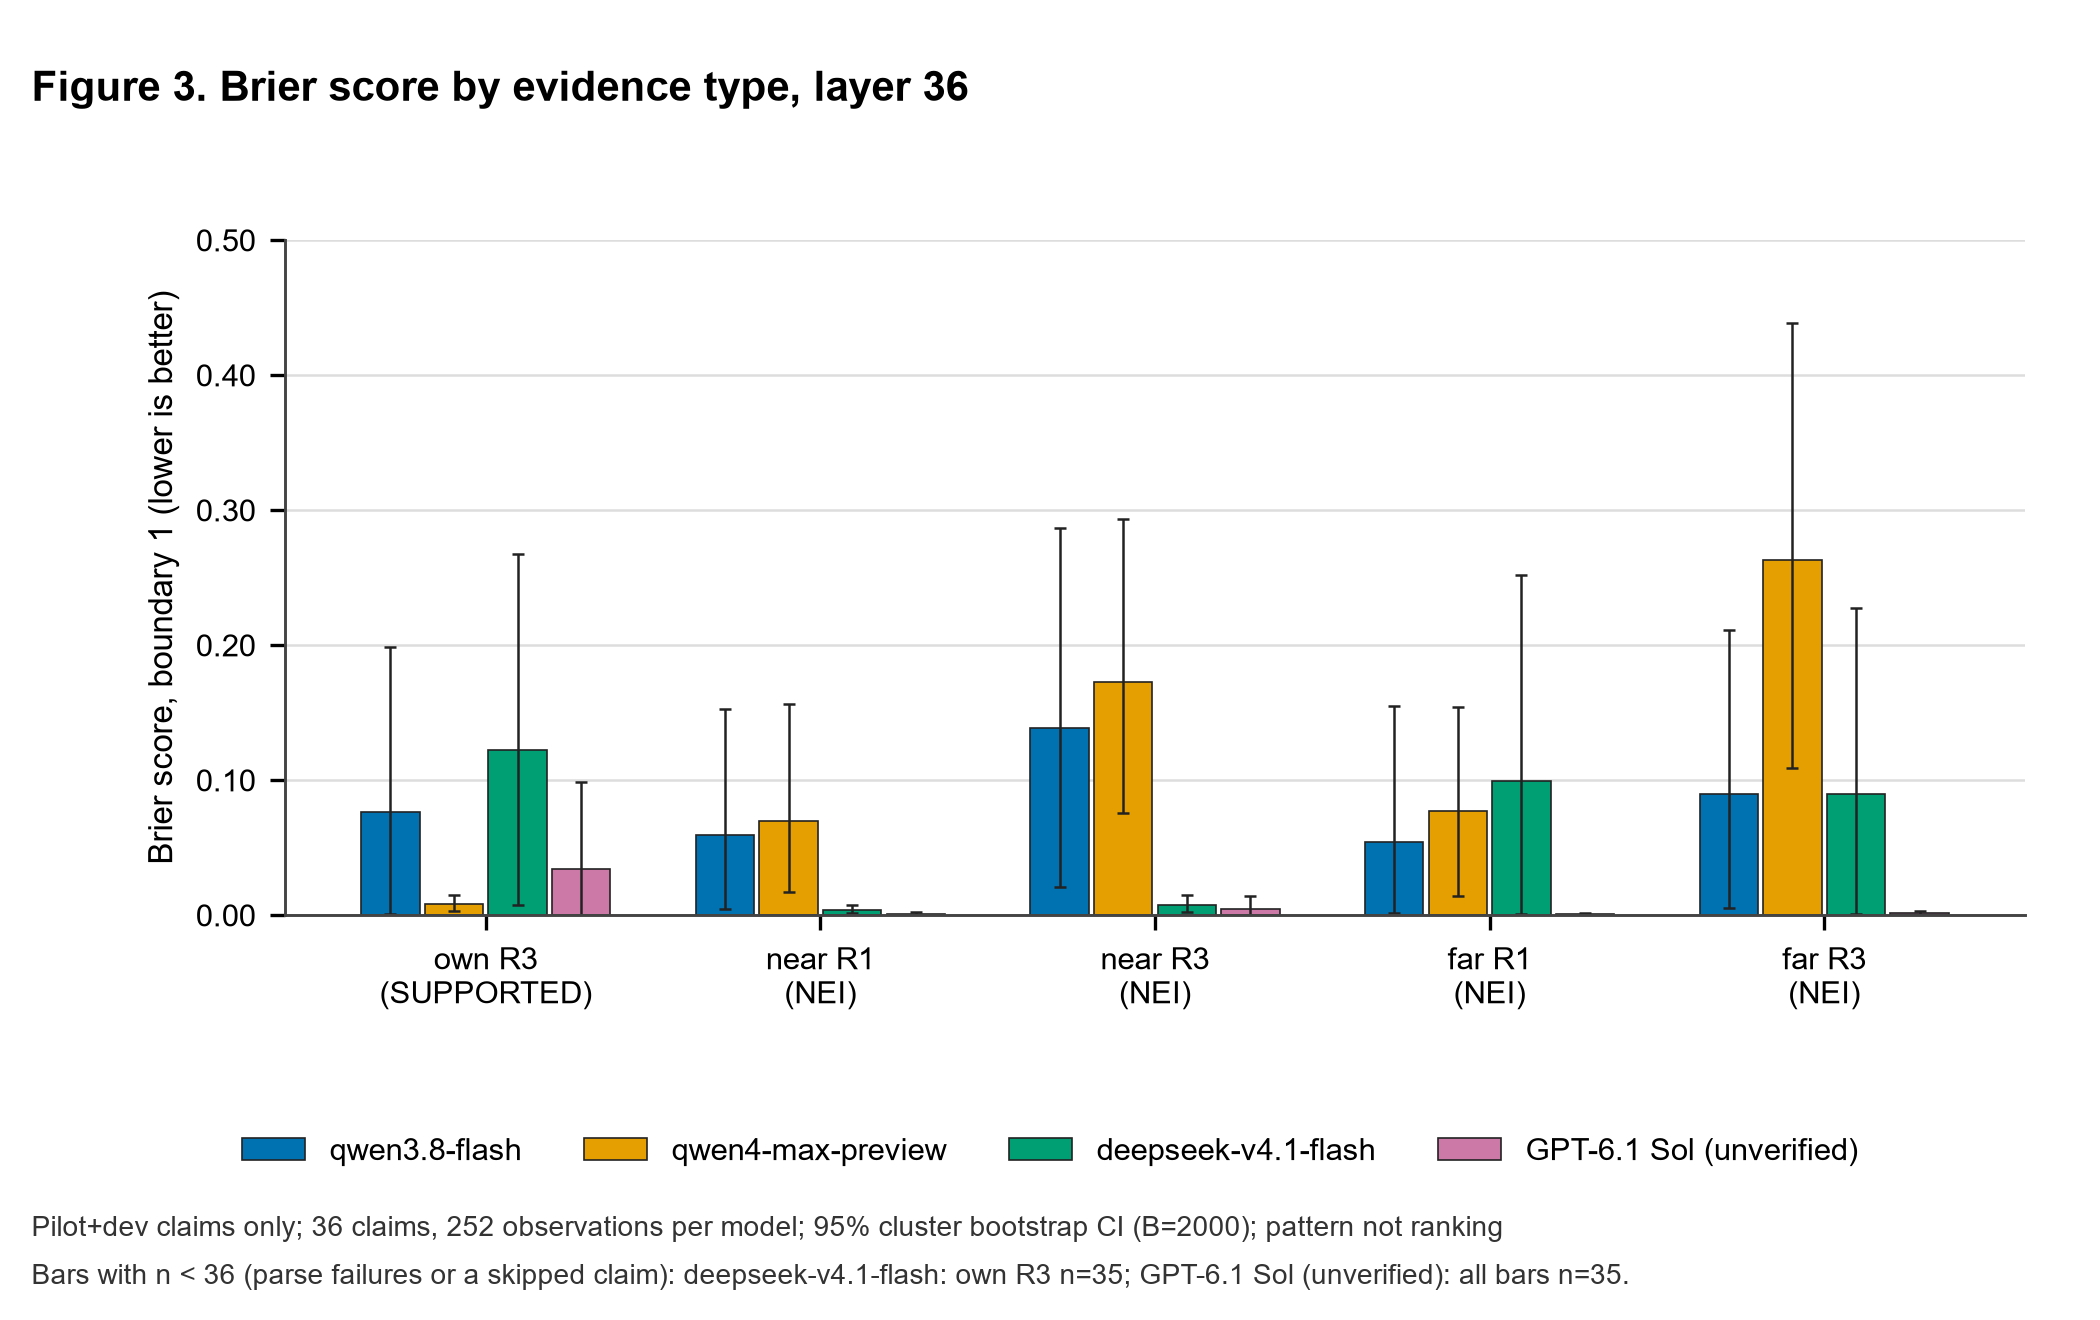 Figure 3. Brier score by evidence type, layer 36
Brier score, boundary 1 (lower is better)
0.50
0.40
0.30
0.20
0.10
0.00
own R3
(SUPPORTED)
near R1
(NEI)
near R3
(NEI)
far R1
(NEI)
far R3
(NEI)
qwen3.8-flash
qwen4-max-preview
deepseek-v4.1-flash
GPT-6.1 Sol (unverified)
Pilot+dev claims only; 36 claims, 252 observations per model; 95% cluster bootstrap CI (B=2000); pattern not ranking
Bars with n < 36 (parse failures or a skipped claim): deepseek-v4.1-flash: own R3 n=35; GPT-6.1 Sol (unverified): all bars n=35.